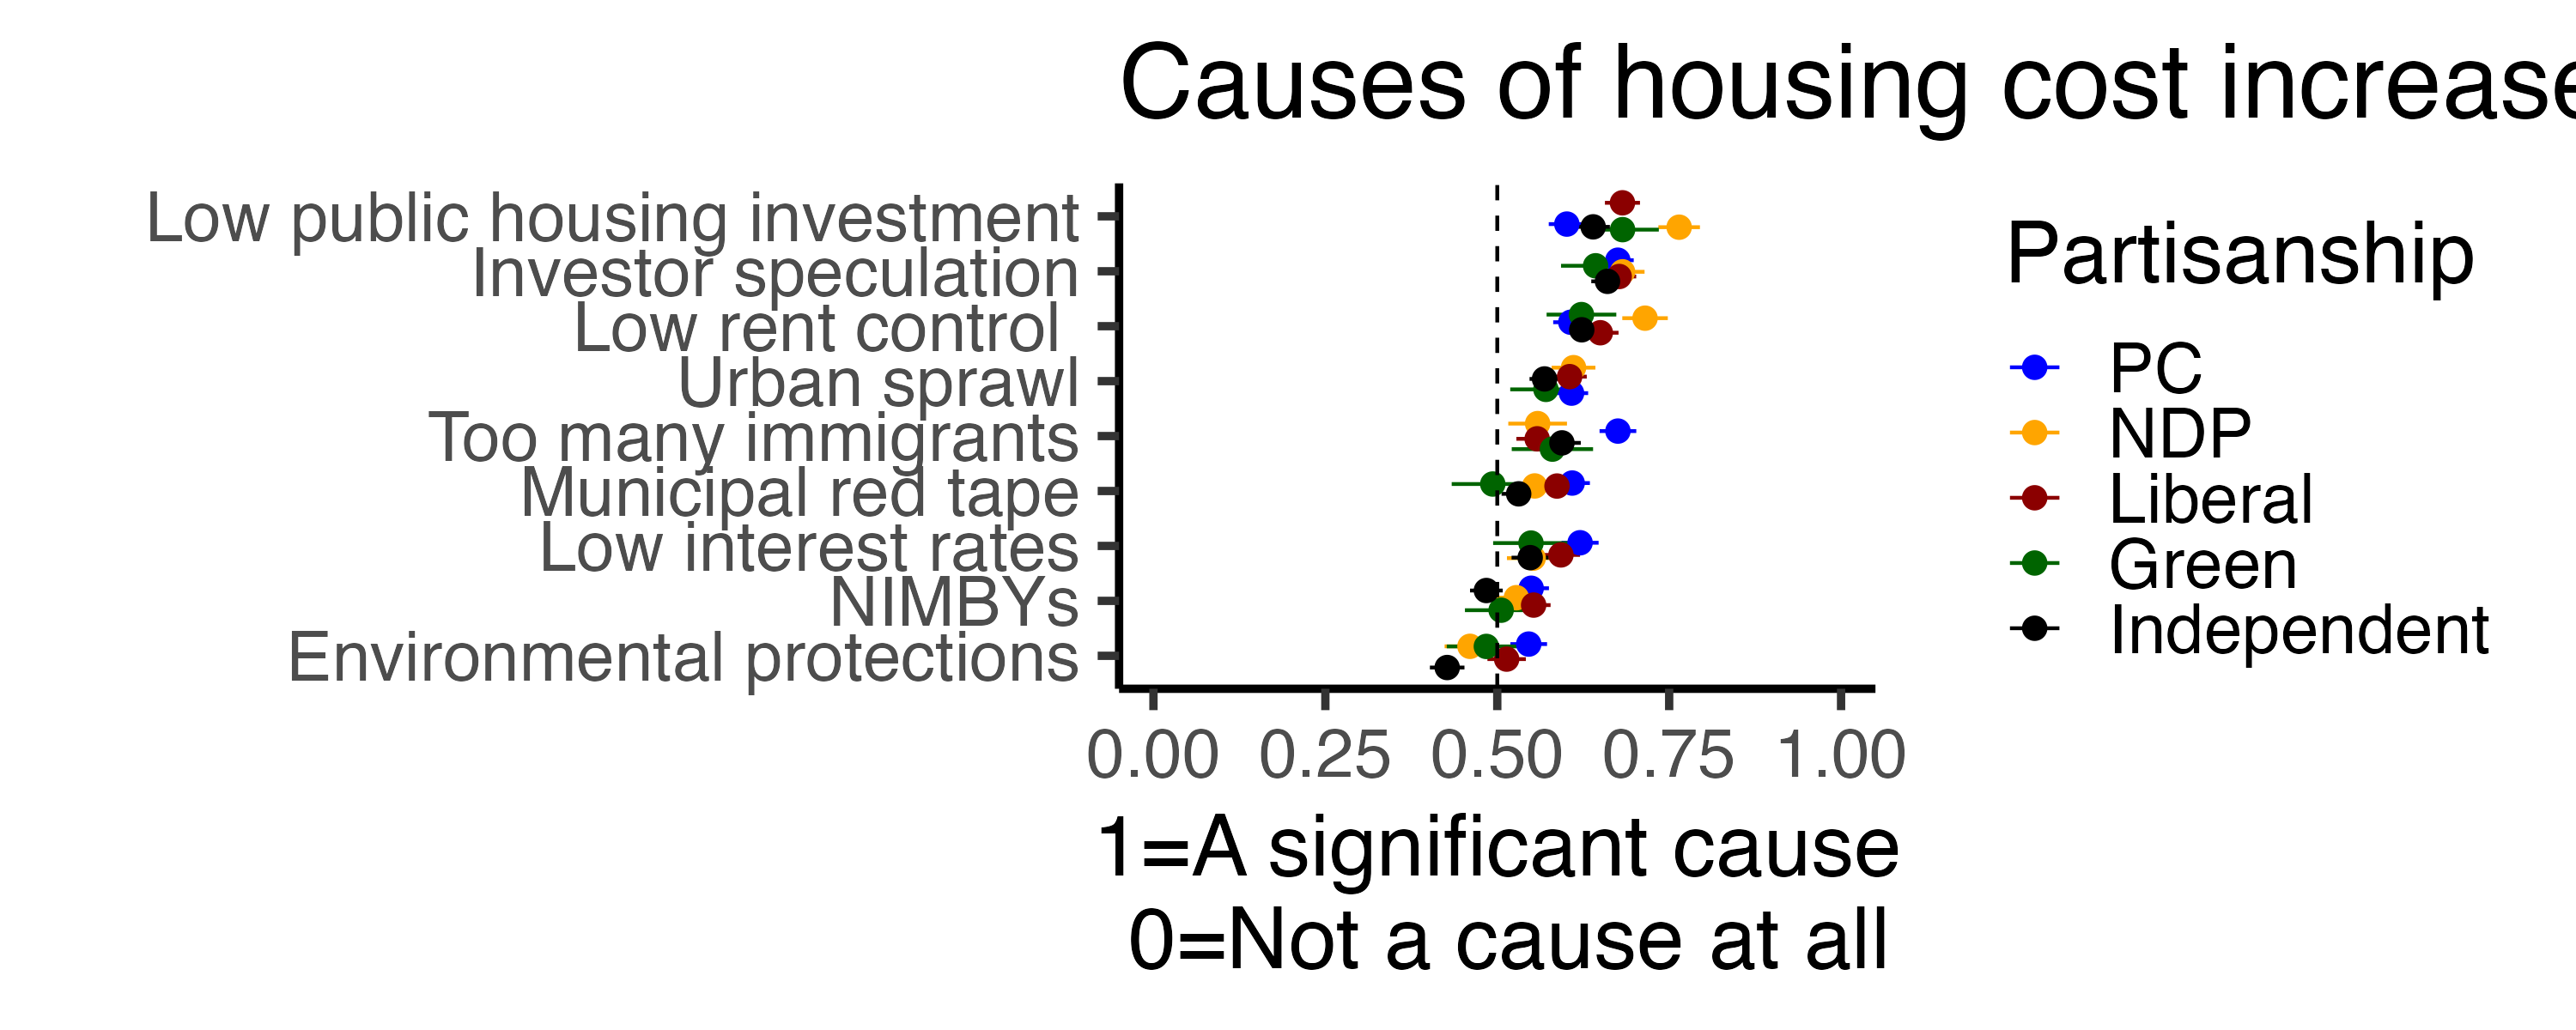 Causes of housing cost increase
Low public housing investment
Investor speculation
Low rent control
Urban sprawl
Too many immigrants
Municipal red tape
Low interest rates
NIMBYs
Environmental protections
0.00 0.25 0.50 0.75 1.00
1=A significant cause
0=Not a cause at all
Partisanship
PC
NDP
Liberal
Green
Independent